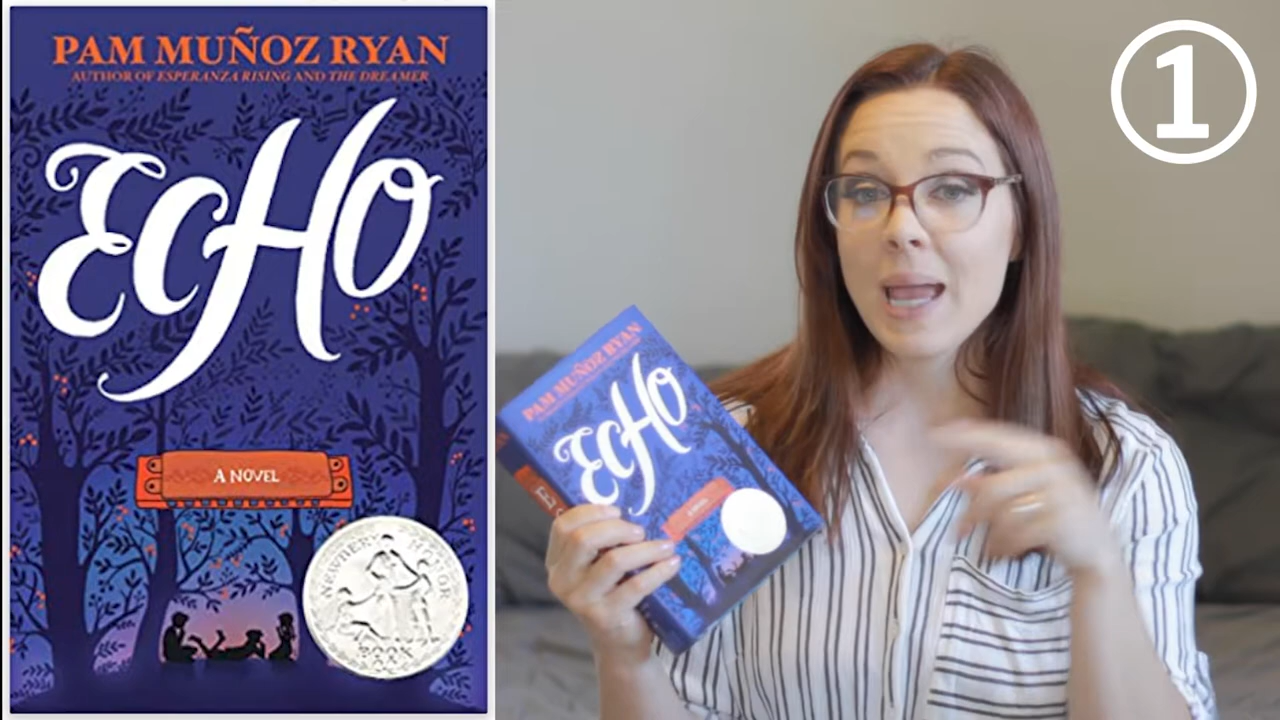 PAM MUÑOZ RYAN
AUTHOR OF ESPERANZA RISING AND THE DREAMER
ECHO
A NOVEL
NEWBERY HONOR
BOOK
1
PAM MUÑOZ RYAN
ECHO
A NOVEL